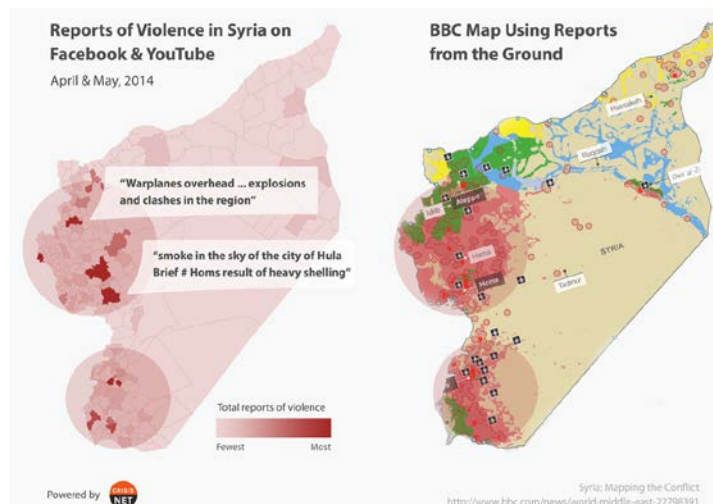 Reports of Violence in Syria on
Facebook & YouTube
April & May, 2014
"Warplanes overhead ... explosions
and clashes in the region"
"smoke in the sky of the city of Hula
Brief # Homs result of heavy shelling"
Total reports of violence
Fewest Most
Powered by
CRISIS
NET
BBC Map Using Reports
from the Ground
Hassakeh
Raqqah
Deir al-Z
Aleppo
Idlib
SYRIA
Hama
Homs
Tadmur
Syria: Mapping the Conflict
http://www.bbc.com/news/world-middle-east-22798391